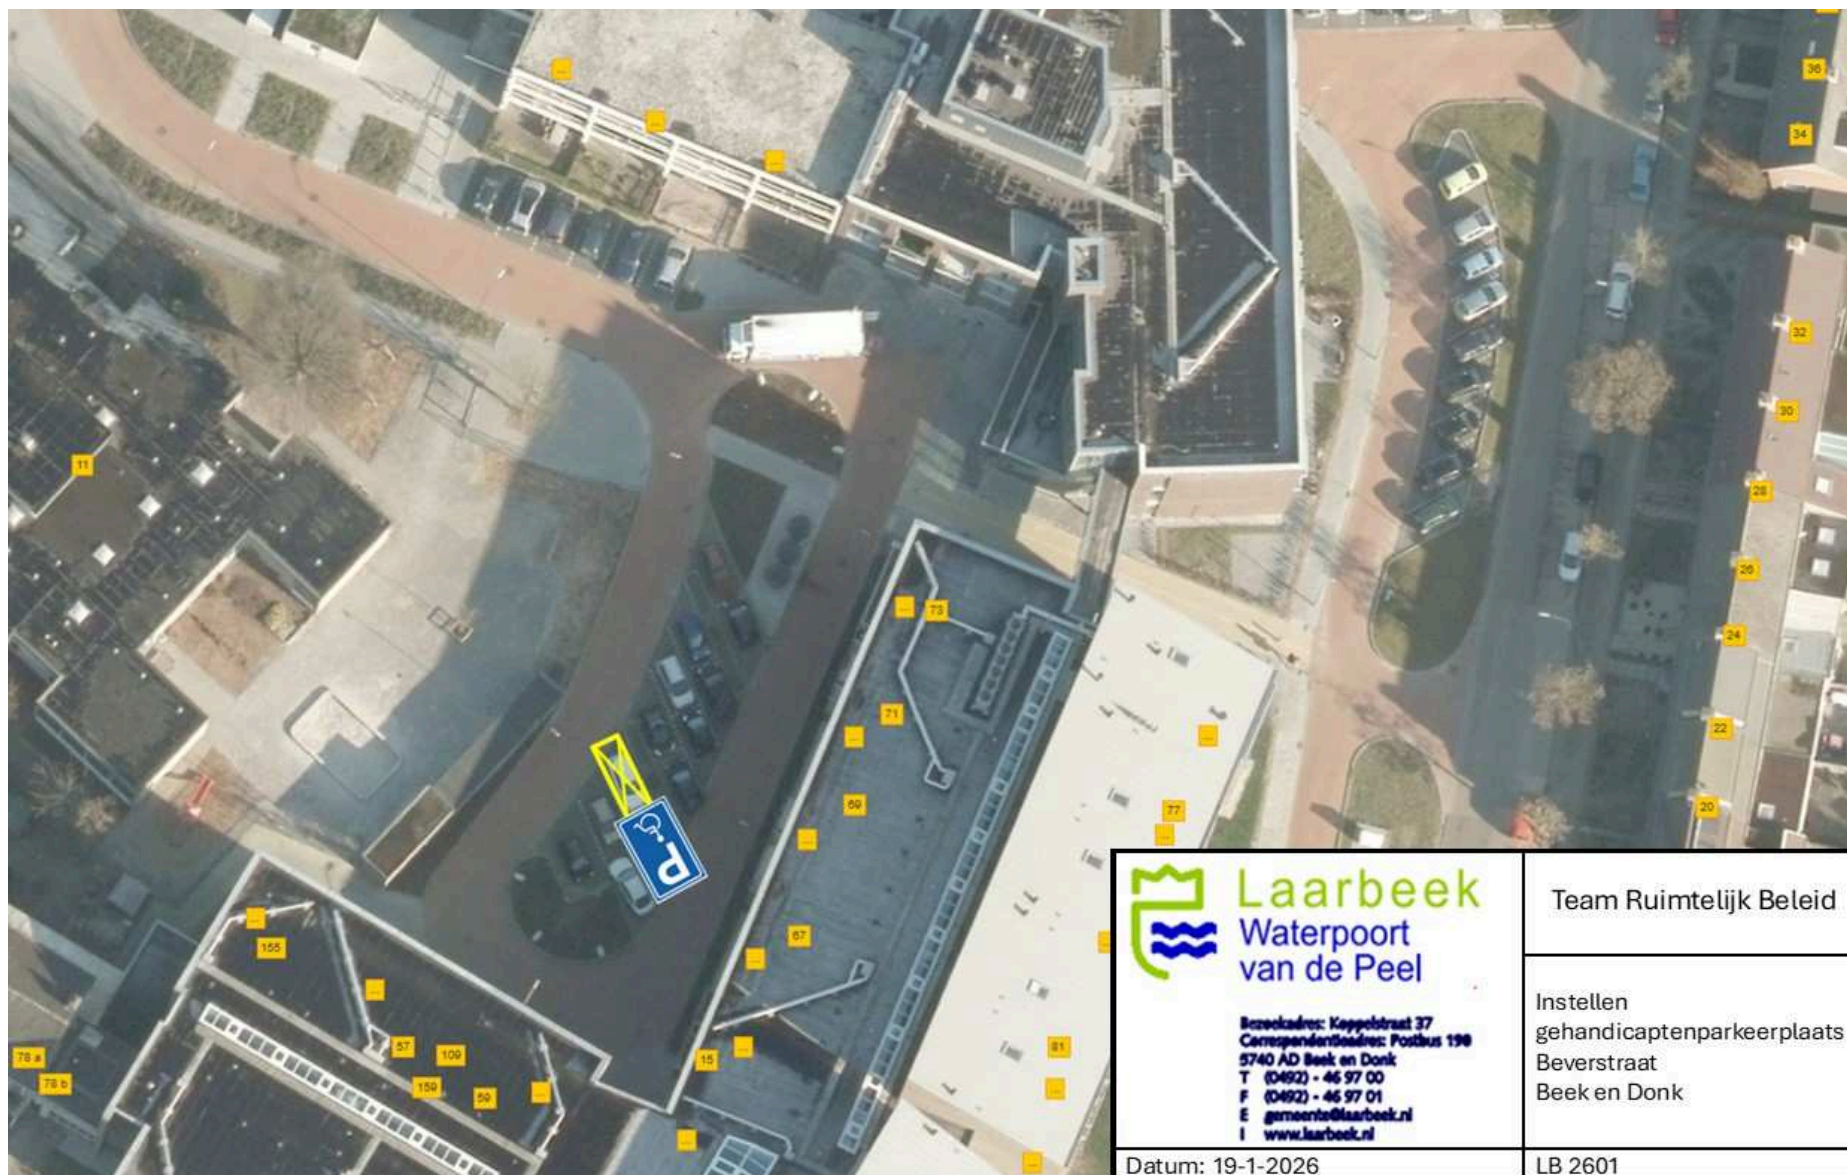 ...
...
...
36
34
32
11
30
28
26
...
73
24
71
...
...
22
69
77
20
...
...
P
...
155
67
...
...
...
57
109
78 a
78 b
159
59
...
15
...
81
...
...
...
Laarbeek
Waterpoort
van de Peel
Bezoekadres: Koppelstraat 37
Correspondentieadres: Postbus 190
5740 AD Beek en Donk
T (0492) - 46 97 00
F (0492) - 46 97 01
E gemeente@laarbeek.nl
I www.laarbeek.nl
Team Ruimtelijk Beleid
Instellen
gehandicaptenparkeerplaats
Beverstraat
Beek en Donk
Datum: 19-1-2026
LB 2601